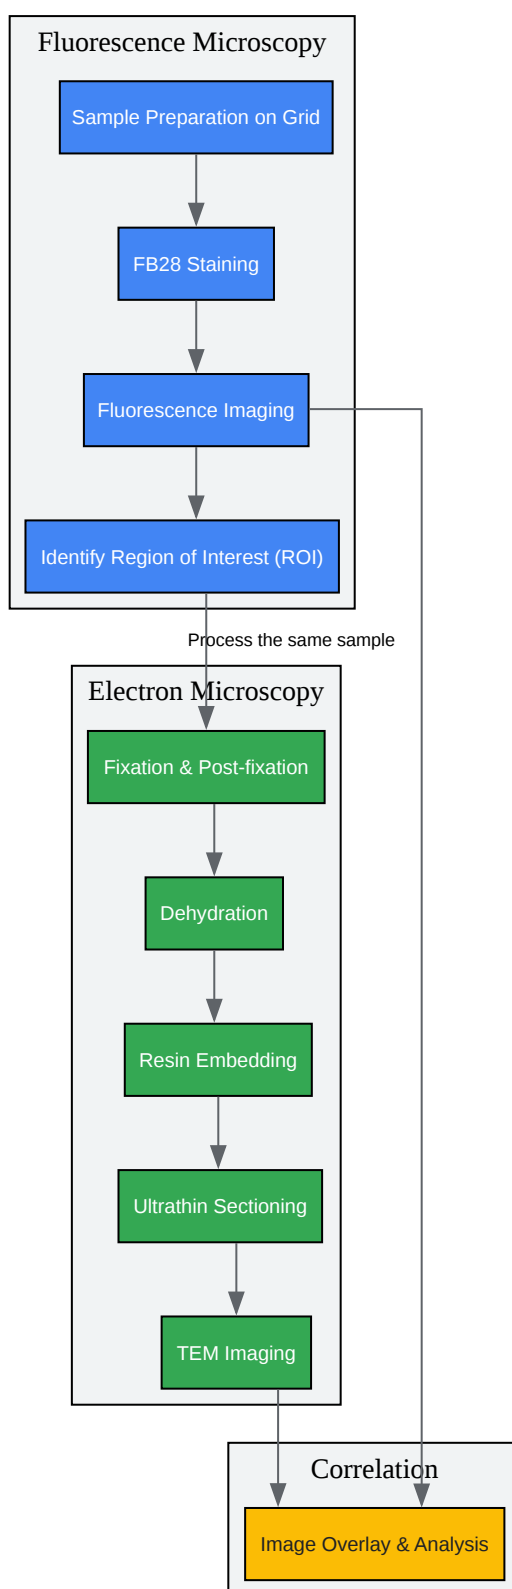 Fluorescence Microscopy
Sample Preparation on Grid
FB28 Staining
Fluorescence Imaging
Identify Region of Interest (ROI)
Process the same sample
Electron Microscopy
Fixation & Post-fixation
Dehydration
Resin Embedding
Ultrathin Sectioning
TEM Imaging
Correlation
Image Overlay & Analysis